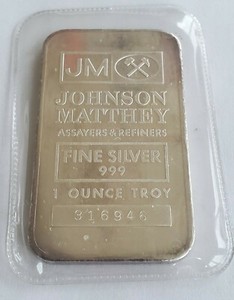 JM
JOHNSON
MATTHEY
ASSAYERS & REFINERS
FINE SILVER
999
1 OUNCE TROY
316946